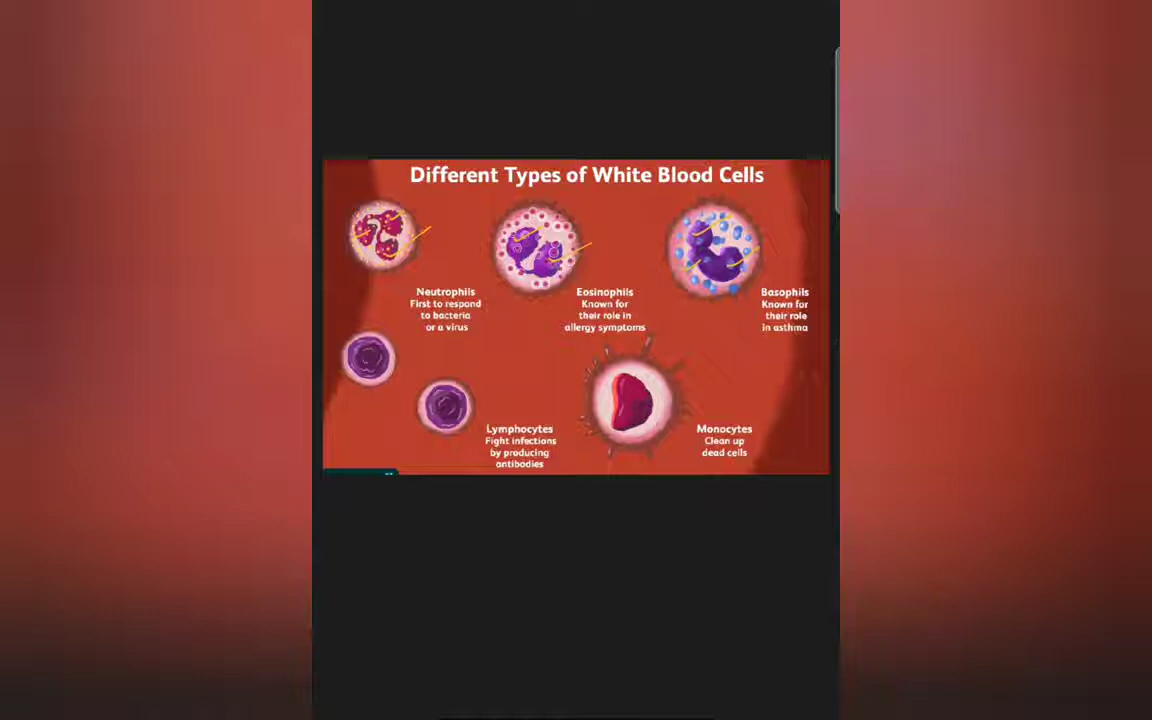 Different Types of White Blood Cells
Neutrophils
First to respond
to bacteria
or a virus
Eosinophils
Known for
their role in
allergy symptoms
Basophils
Known for
their role
in asthma
Lymphocytes
Fight infections
by producing
antibodies
Monocytes
Clean up
dead cells